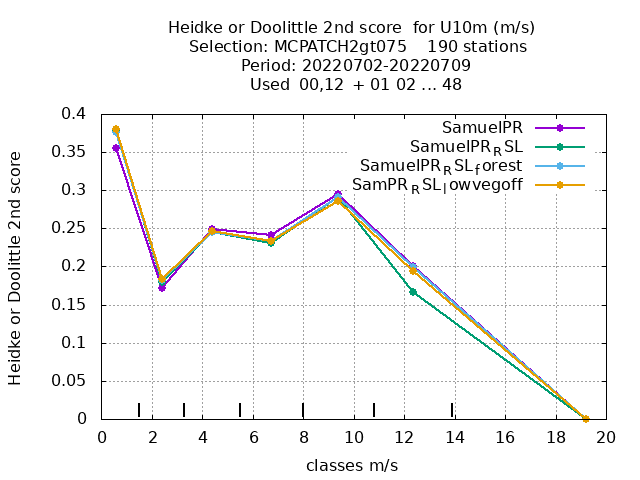 Heidke or Doolittle 2nd score for U10m (m/s)
Selection: MCPATCH2gt075 190 stations
Period: 20220702-20220709
Used 00,12 + 01 02 ... 48
SamuelPR
SamuelPR_RSL
SamuelPR_RSL_forest
SamPR_RSL_lowvegoff
Heidke or Doolittle 2nd score
0.4
0.35
0.3
0.25
0.2
0.15
0.1
0.05
0
0 2 4 6 8 10 12 14 16 18 20
classes m/s